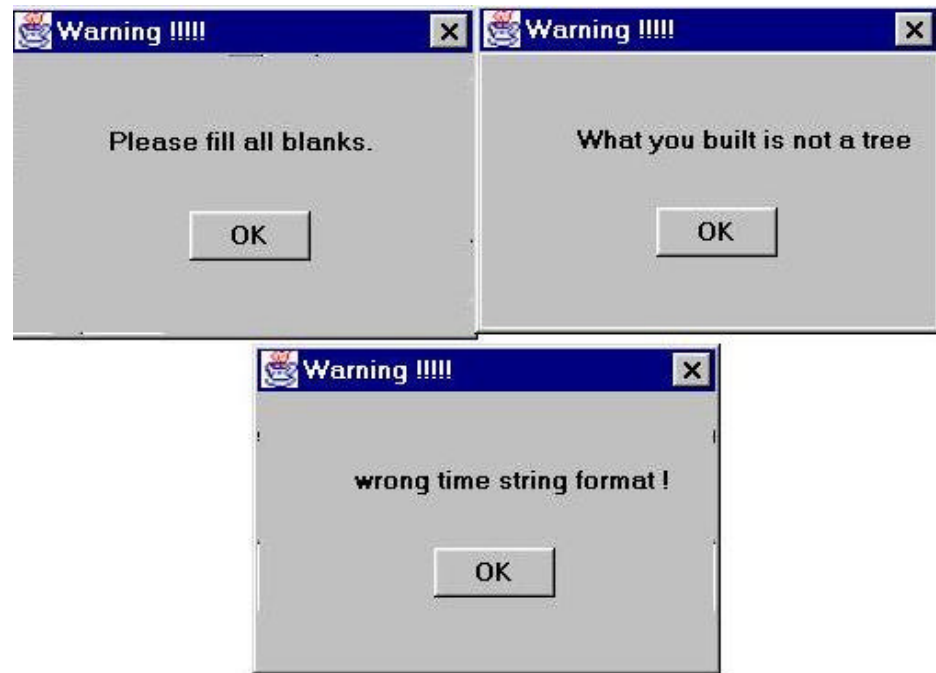 Warning !!!!!
Please fill all blanks.
OK
Warning !!!!!
What you built is not a tree
OK
Warning !!!!!
wrong time string format !
OK